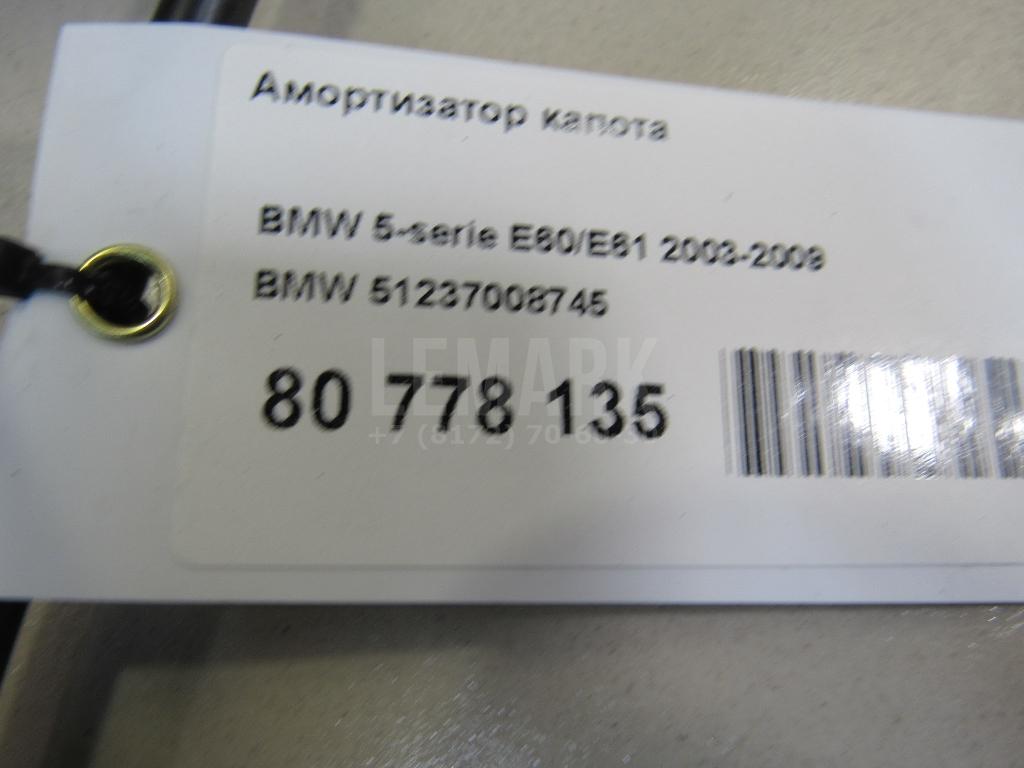 Амортизатор капота
BMW 5-serie E60/E61 2003-2009
BMW 51237008745
80 778 135
LEMARK